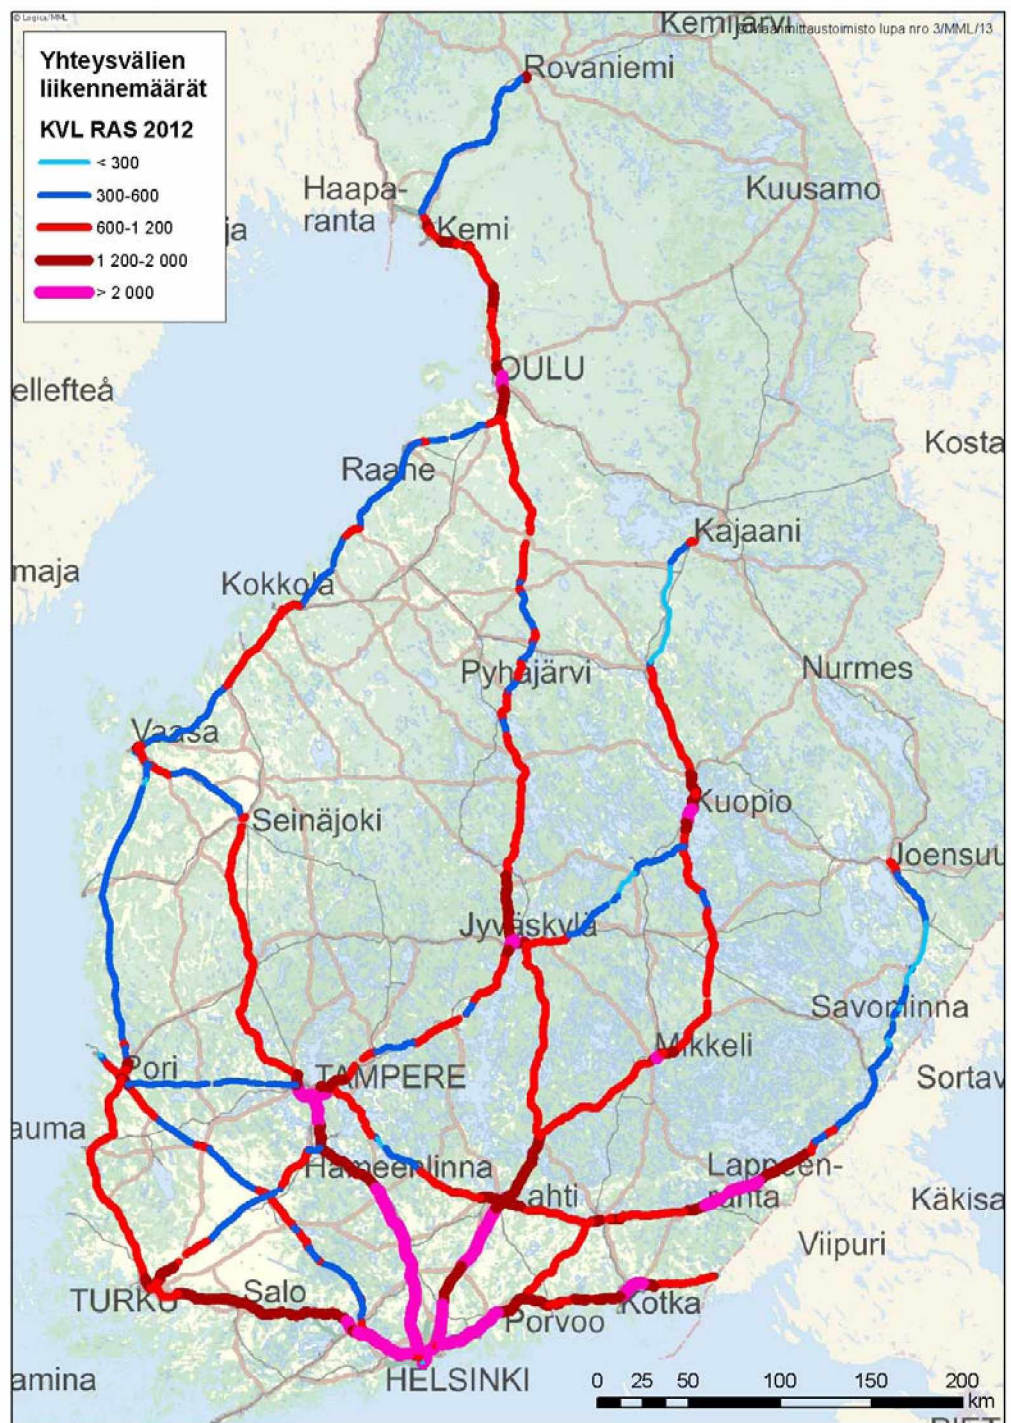 © Logica/MML
Kemijärvi
©Maanmittaustoimisto lupa nro 3/MML/13
Yhteysvälien
liikennemäärät
KVL RAS 2012
< 300
300-600
600-1 200
1 200-2 000
> 2 000
Rovaniemi
Haapa-
ranta
Kuusamo
ja
Kemi
OULU
ellefteå
Kosta
Raahe
Kajaani
maja
Kokkola
Pyhäjärvi
Nurmes
Vaasa
Kuopio
Seinäjoki
Joensuu
Jyväskylä
Savonlinna
Mikkeli
Pori
TAMPERE
Sortav
auma
Hämeenlinna
Lappeen-
ranta
Lahti
Käkisa
Viipuri
TURKU
Salo
Kotka
Porvoo
amina
HELSINKI
0 25 50 100 150 200
km
PIET